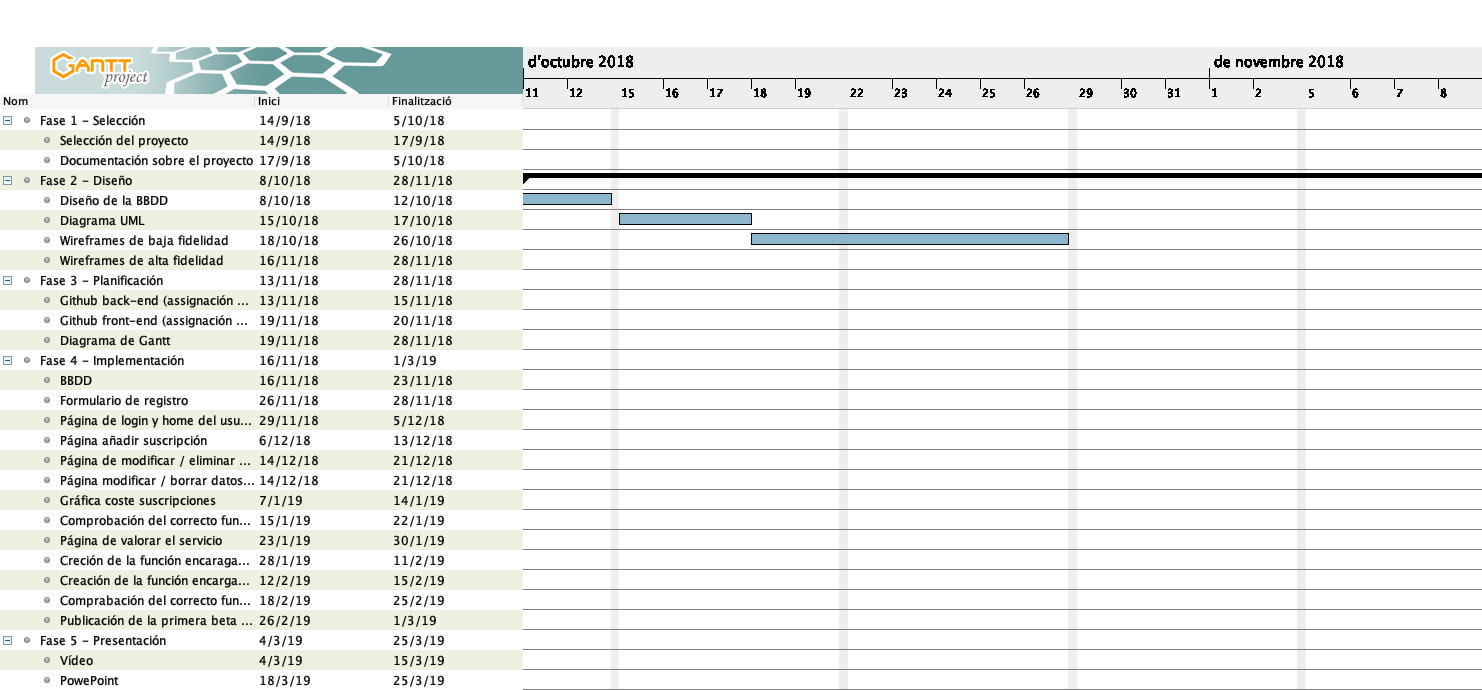 GANTT
project
d'octubre 2018 de novembre 2018
11 12 15 16 17 18 19 22 23 24 25 26 29 30 31 1 2 5 6 7 8
Nom Inici Finalització
Fase 1 - Selección 14/9/18 5/10/18
Selección del proyecto 14/9/18 17/9/18
Documentación sobre el proyecto 17/9/18 5/10/18
Fase 2 - Diseño 8/10/18 28/11/18
Diseño de la BBDD 8/10/18 12/10/18
Diagrama UML 15/10/18 17/10/18
Wireframes de baja fidelidad 18/10/18 26/10/18
Wireframes de alta fidelidad 16/11/18 28/11/18
Fase 3 - Planificación 13/11/18 28/11/18
Github back-end (assignación ... 13/11/18 15/11/18
Github front-end (assignación ... 19/11/18 20/11/18
Diagrama de Gantt 19/11/18 28/11/18
Fase 4 - Implementación 16/11/18 1/3/19
BBDD 16/11/18 23/11/18
Formulario de registro 26/11/18 28/11/18
Página de login y home del usu... 29/11/18 5/12/18
Página añadir suscripción 6/12/18 13/12/18
Página de modificar / eliminar ... 14/12/18 21/12/18
Página modificar / borrar datos... 14/12/18 21/12/18
Gráfica coste suscripciones 7/1/19 14/1/19
Comprobación del correcto fun... 15/1/19 22/1/19
Página de valorar el servicio 23/1/19 30/1/19
Creción de la función encaraga... 28/1/19 11/2/19
Creación de la función encarga... 12/2/19 15/2/19
Comprabación del correcto fun... 18/2/19 25/2/19
Publicación de la primera beta ... 26/2/19 1/3/19
Fase 5 - Presentación 4/3/19 25/3/19
Vídeo 4/3/19 15/3/19
PowePoint 18/3/19 25/3/19